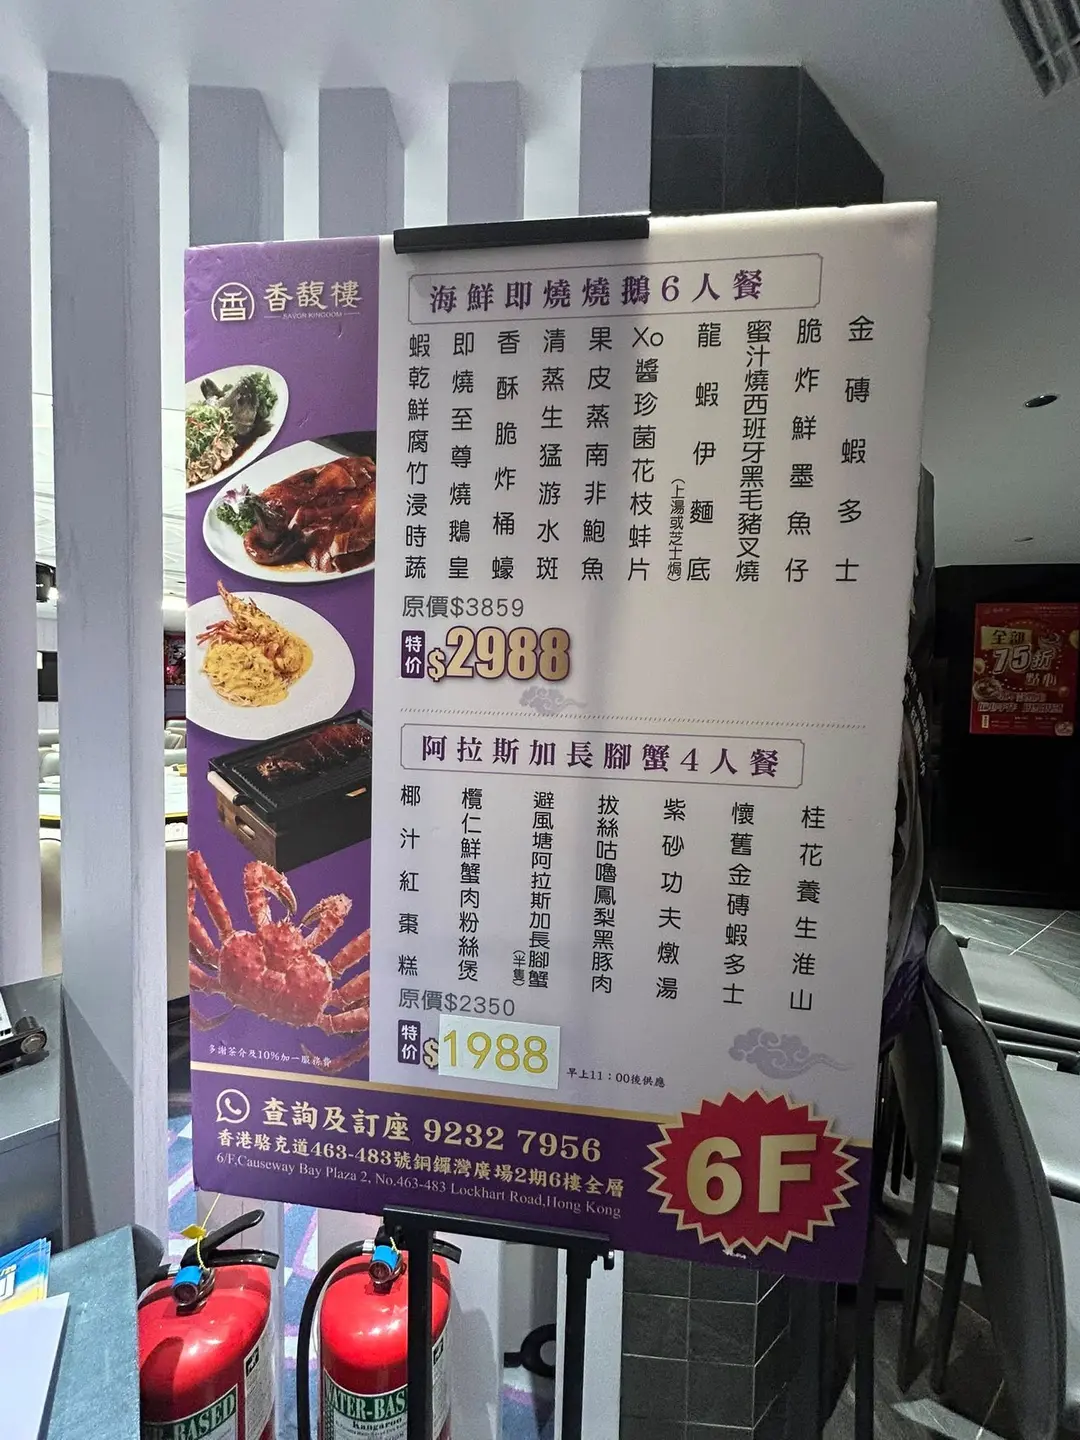 香馥樓
SAVOR KINGDOM
海鮮即燒燒鵝6人餐
金磚蝦多士
脆炸鮮墨魚仔
蜜汁燒西班牙黑毛豬叉燒
龍蝦伊麵底
(上湯或芝士焗)
Xo醬珍菌花枝蚌片
果皮蒸南非鮑魚
清蒸生猛游水斑
香酥脆炸桶蠔
即燒至尊燒鵝皇
蝦乾鮮腐竹浸時蔬
原價$3859
特价 $2988
阿拉斯加長腳蟹4人餐
桂花養生淮山
懷舊金磚蝦多士
紫砂功夫燉湯
拔絲咕嚕鳳梨黑豚肉
避風塘阿拉斯加長腳蟹
(半隻)
欖仁鮮蟹肉粉絲煲
椰汁紅棗糕
原價$2350
特价 $1988
早上11：00後供應
多謝茶介及10%加一服務費
查詢及訂座 9232 7956
香港駱克道463-483號銅鑼灣廣場2期6樓全層
6/F,Causeway Bay Plaza 2, No.463-483 Lockhart Road,Hong Kong
6F
全部
75折
點心
R-BASED
WATER-BAS
Kangaroo